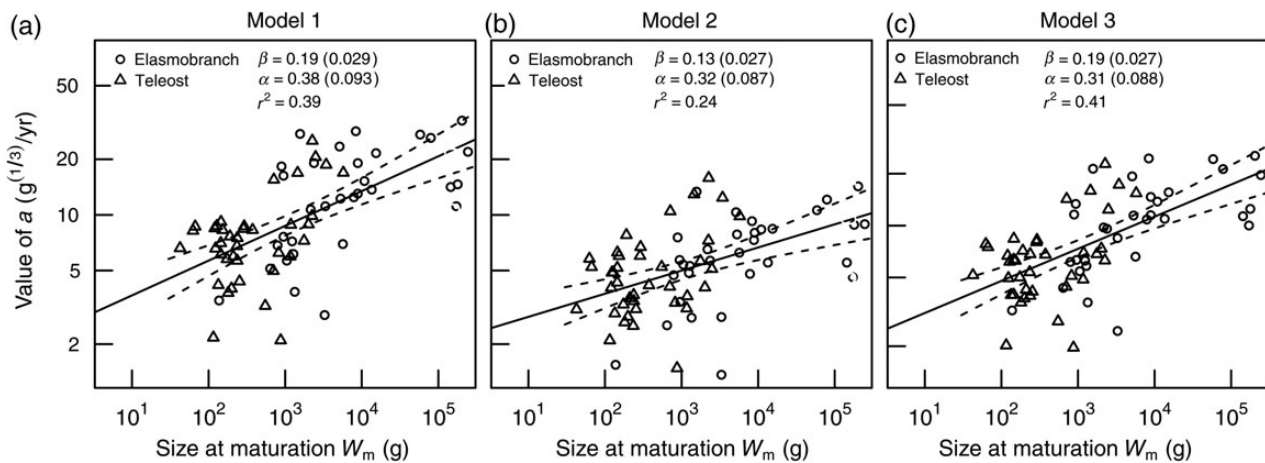 (a)
Model 1
Elasmobranch
Teleost
β = 0.19 (0.029)
α = 0.38 (0.093)
r² = 0.39
Value of a (g^(1/3)/yr)
50
20
10
5
2
10¹ 10² 10³ 10⁴ 10⁵
Size at maturation Wₘ (g)
(b)
Model 2
Elasmobranch
Teleost
β = 0.13 (0.027)
α = 0.32 (0.087)
r² = 0.24
10¹ 10² 10³ 10⁴ 10⁵
Size at maturation Wₘ (g)
(c)
Model 3
Elasmobranch
Teleost
β = 0.19 (0.027)
α = 0.31 (0.088)
r² = 0.41
10¹ 10² 10³ 10⁴ 10⁵
Size at maturation Wₘ (g)